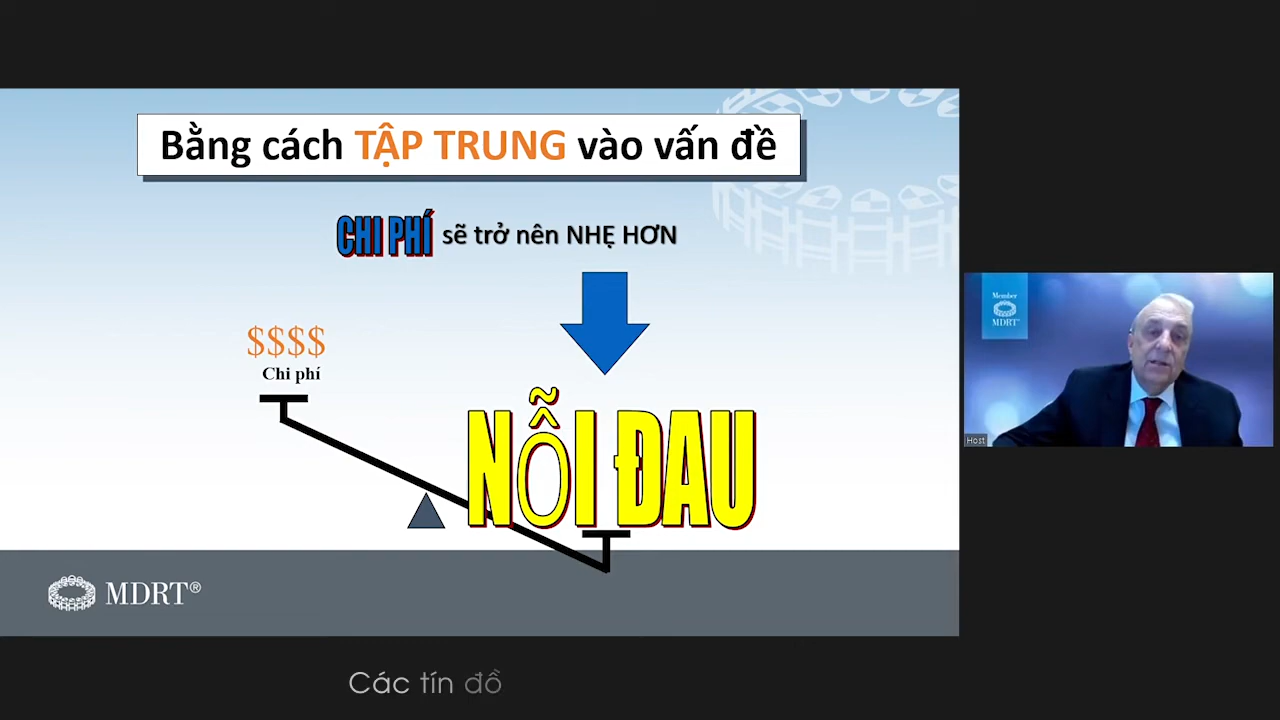 Bằng cách TẬP TRUNG vào vấn đề
CHI PHÍ sẽ trở nên NHẸ HƠN
$$$$
Chi phí
NỖI ĐAU
Member
MDRT
Host
MDRT®
Các tín đồ